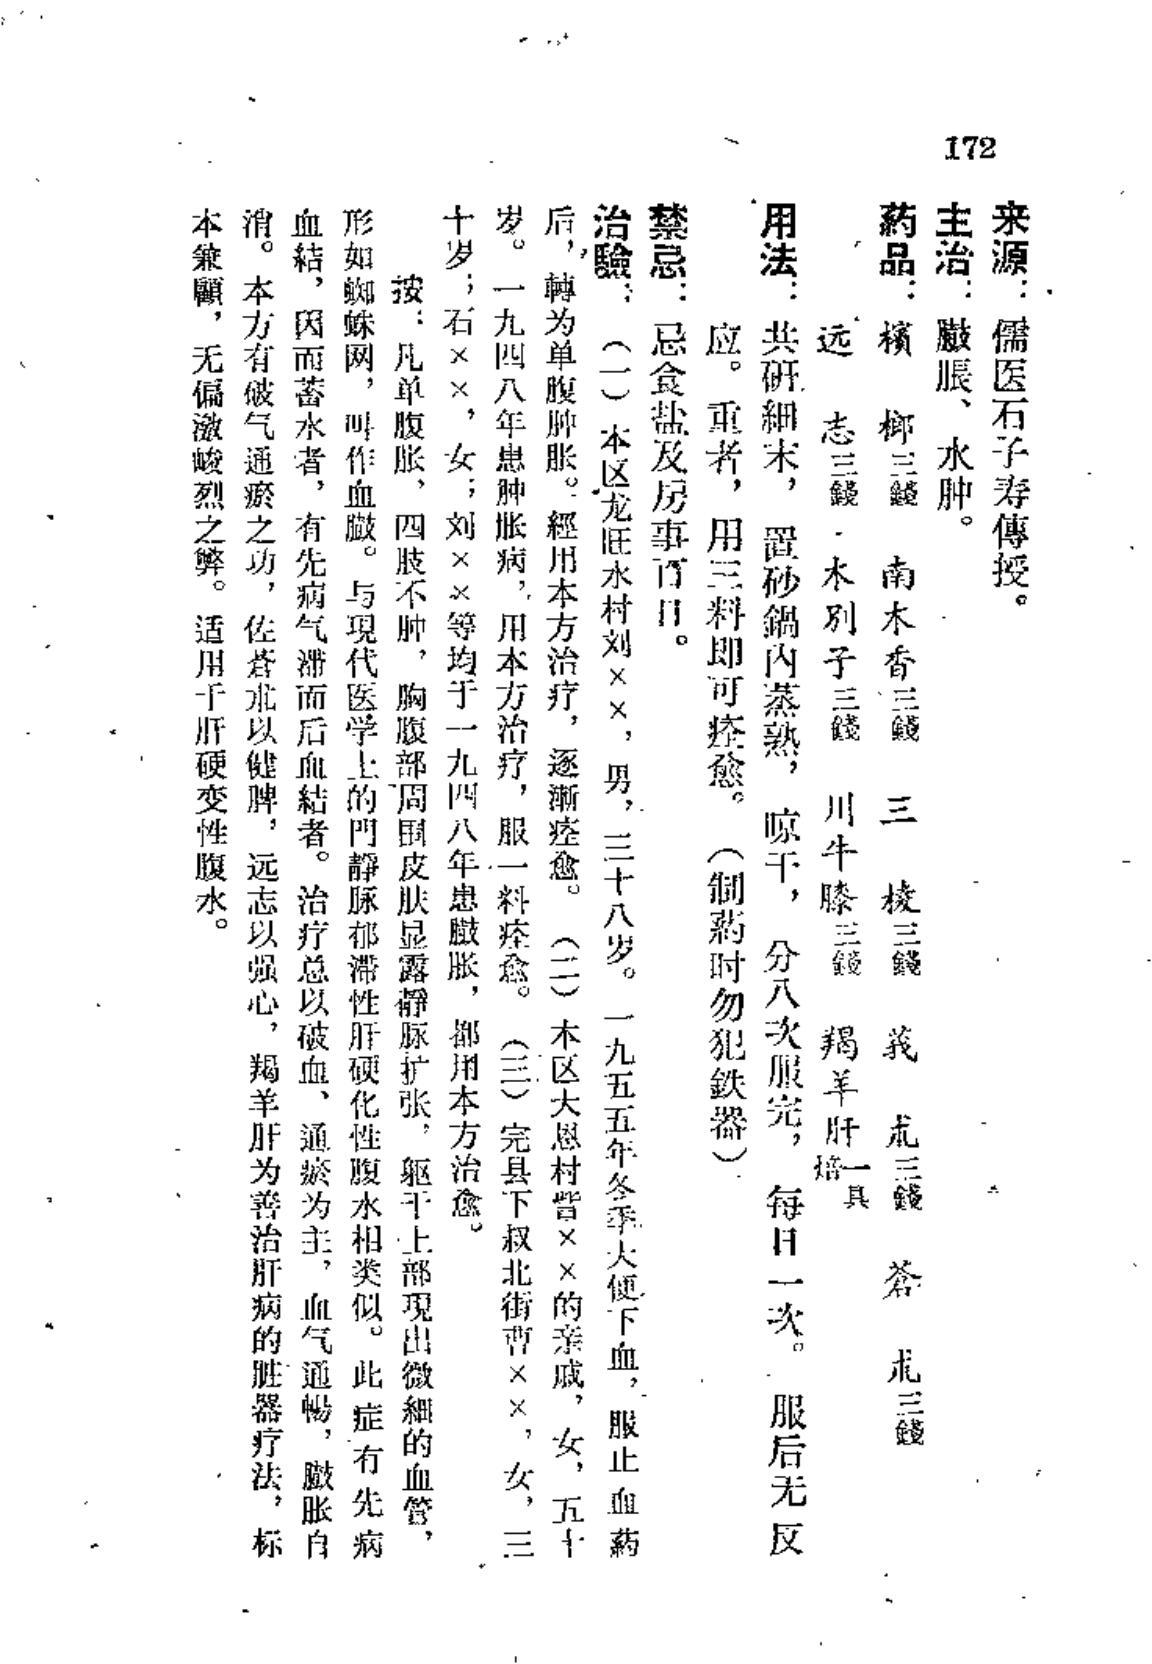 172
来源：儒医石子寿傳授。
主治：臌脹、水肿。
藥品：檳　榔三錢　南木香三錢　三　棱三錢　莪　朮三錢　蒼　朮三錢
远　志三錢　木別子三錢　川牛膝三錢　羯羊肝一具焙
用法：共研細末，置砂鍋內蒸熟，晾干，分八次服完，每日一次。服后无反
应。重者，用三料即可痊愈。（制葯时勿犯鉄器）
禁忌：忌食盐及房事百日。
治驗：（一）本区龙旺水村刘××，男，三十八岁。一九五五年冬季大便下血，服止血葯
后，轉为单腹肿胀。經用本方治疗，逐漸痊愈。（二）本区大恩村訾××的亲戚，女，五十
岁。一九四八年患肿胀病，用本方治疗，服一料痊愈。（三）完县下叔北街曹××，女，三
十岁；石××，女；刘××等均于一九四八年患臌胀，都用本方治愈。
按：凡单腹胀，四肢不肿，胸腹部周围皮肤显露靜脉扩张，躯干上部現出微細的血管，
形如蜘蛛网，叫作血臌。与現代医学上的門靜脉郁滞性肝硬化性腹水相类似。此症有先病
血結，因而蓄水者，有先病气滞而后血結者。治疗总以破血、通瘀为主，血气通暢，臌胀自
消。本方有破气通瘀之功，佐蒼朮以健脾，远志以强心，羯羊肝为善治肝病的脏器疗法，标
本兼顧，无偏激峻烈之弊。适用于肝硬变性腹水。